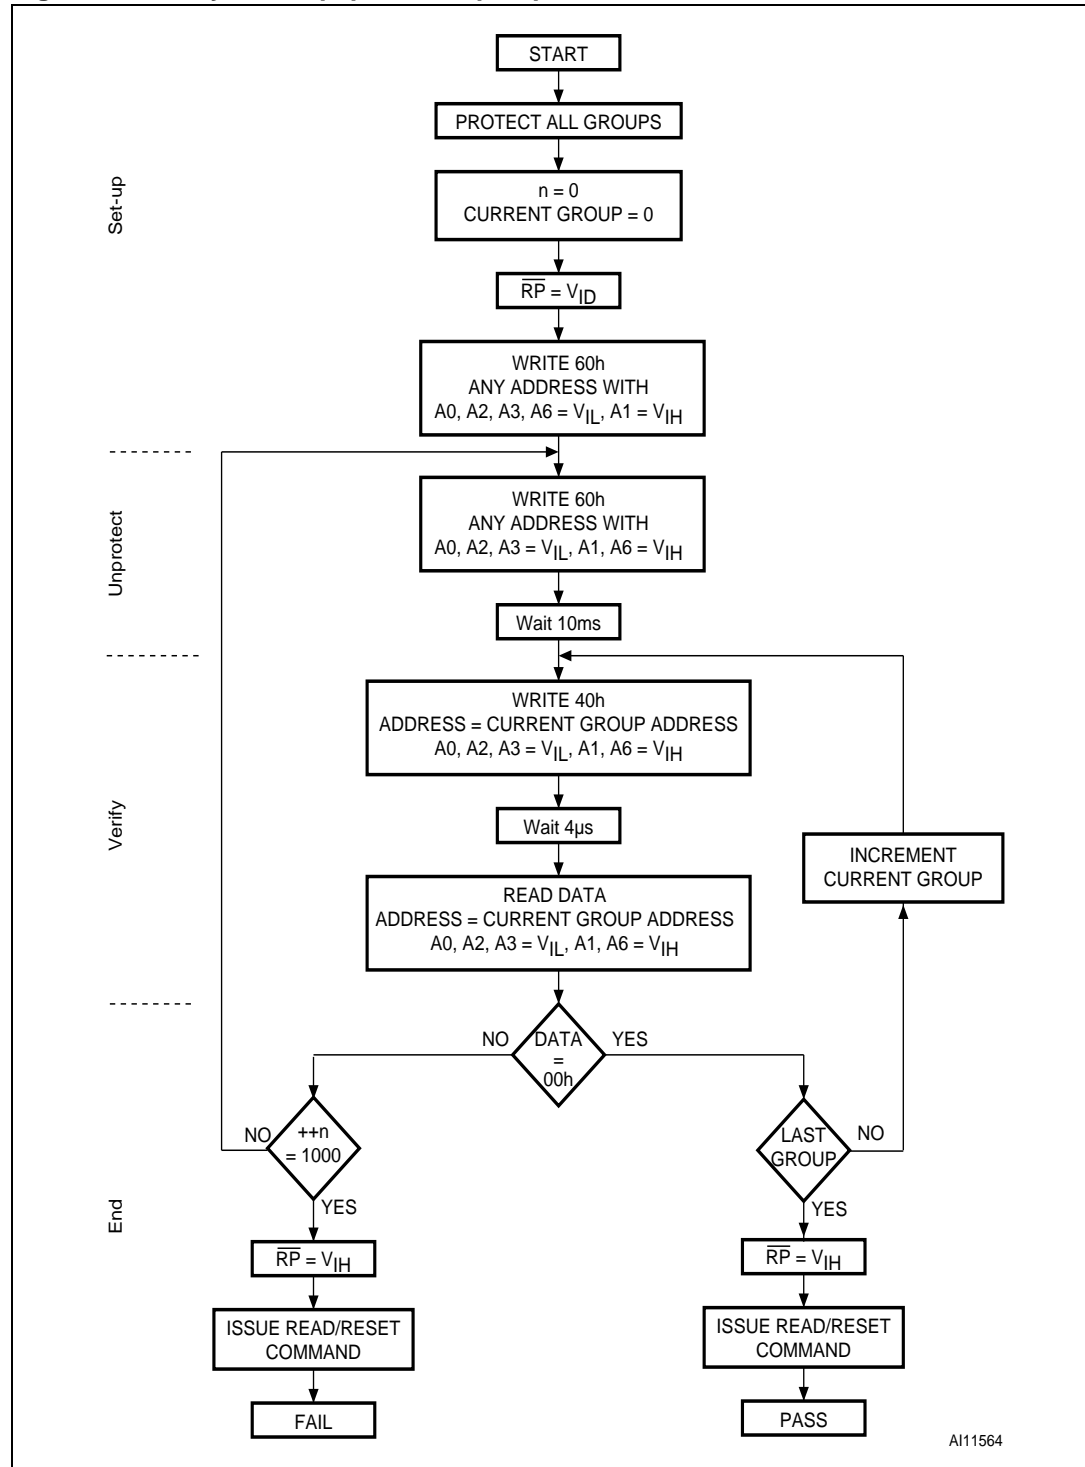 START
PROTECT ALL GROUPS
n = 0
CURRENT GROUP = 0
Set-up
RP = VID
WRITE 60h
ANY ADDRESS WITH
A0, A2, A3, A6 = VIL, A1 = VIH
Unprotect
WRITE 60h
ANY ADDRESS WITH
A0, A2, A3 = VIL, A1, A6 = VIH
Wait 10ms
Verify
WRITE 40h
ADDRESS = CURRENT GROUP ADDRESS
A0, A2, A3 = VIL, A1, A6 = VIH
Wait 4µs
INCREMENT
CURRENT GROUP
READ DATA
ADDRESS = CURRENT GROUP ADDRESS
A0, A2, A3 = VIL, A1, A6 = VIH
End
NO
DATA
=
00h
YES
NO
++n
= 1000
YES
LAST
GROUP
NO
YES
RP = VIH
RP = VIH
ISSUE READ/RESET
COMMAND
ISSUE READ/RESET
COMMAND
FAIL
PASS
AI11564